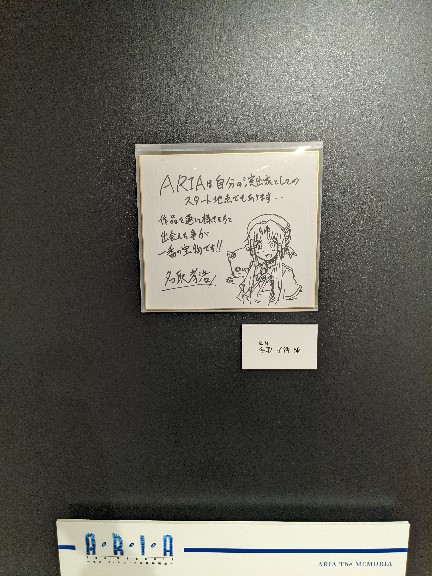 ARIAは自分の演出家としての
スタート地点でもあります..
作品を通して様々な方と
出会えた事が
一番の宝物です!!
名取孝浩
A・R・I・A
ARIA The MEMORIA